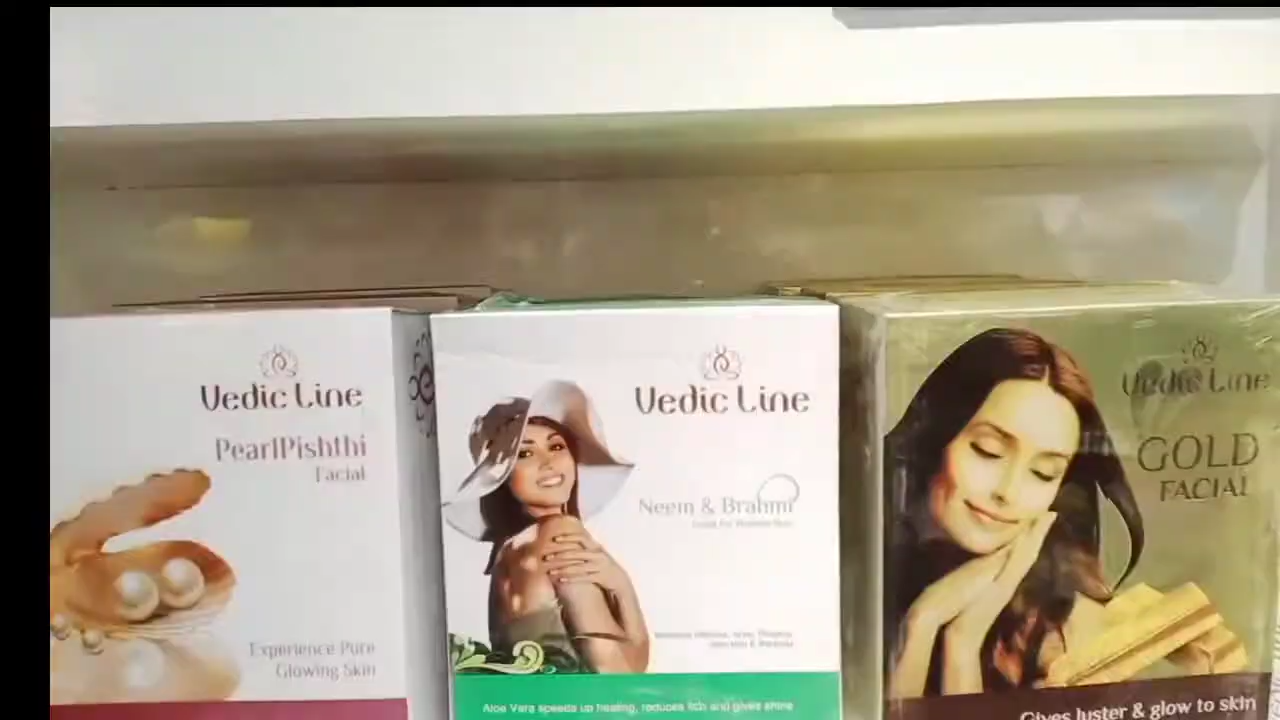 Vedic Line
PearlPishthi
Facial
Experience Pure
Glowing Skin
Vedic Line
Neem & Brahmi
Aloe Vera speeds up healing, reduces itch and gives shine
Vedic Line
GOLD
FACIAL
Gives luster & glow to skin